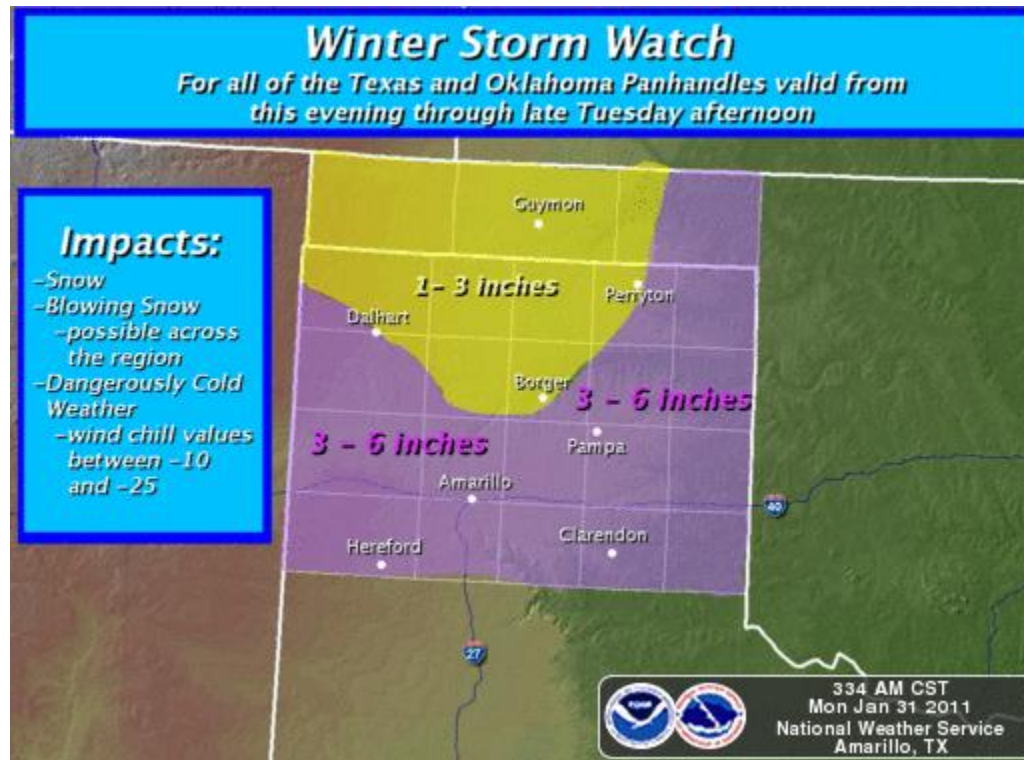 Winter Storm Watch
For all of the Texas and Oklahoma Panhandles valid from
this evening through late Tuesday afternoon
Impacts:
-Snow
-Blowing Snow
-possible across
the region
-Dangerously Cold
Weather
-wind chill values
between -10
and -25
Guymon
1- 3 inches
Perryton
Dalhart
Borger
3 - 6 inches
3 - 6 inches
Pampa
Amarillo
40
Clarendon
Hereford
27
334 AM CST
Mon Jan 31 2011
National Weather Service
Amarillo, TX